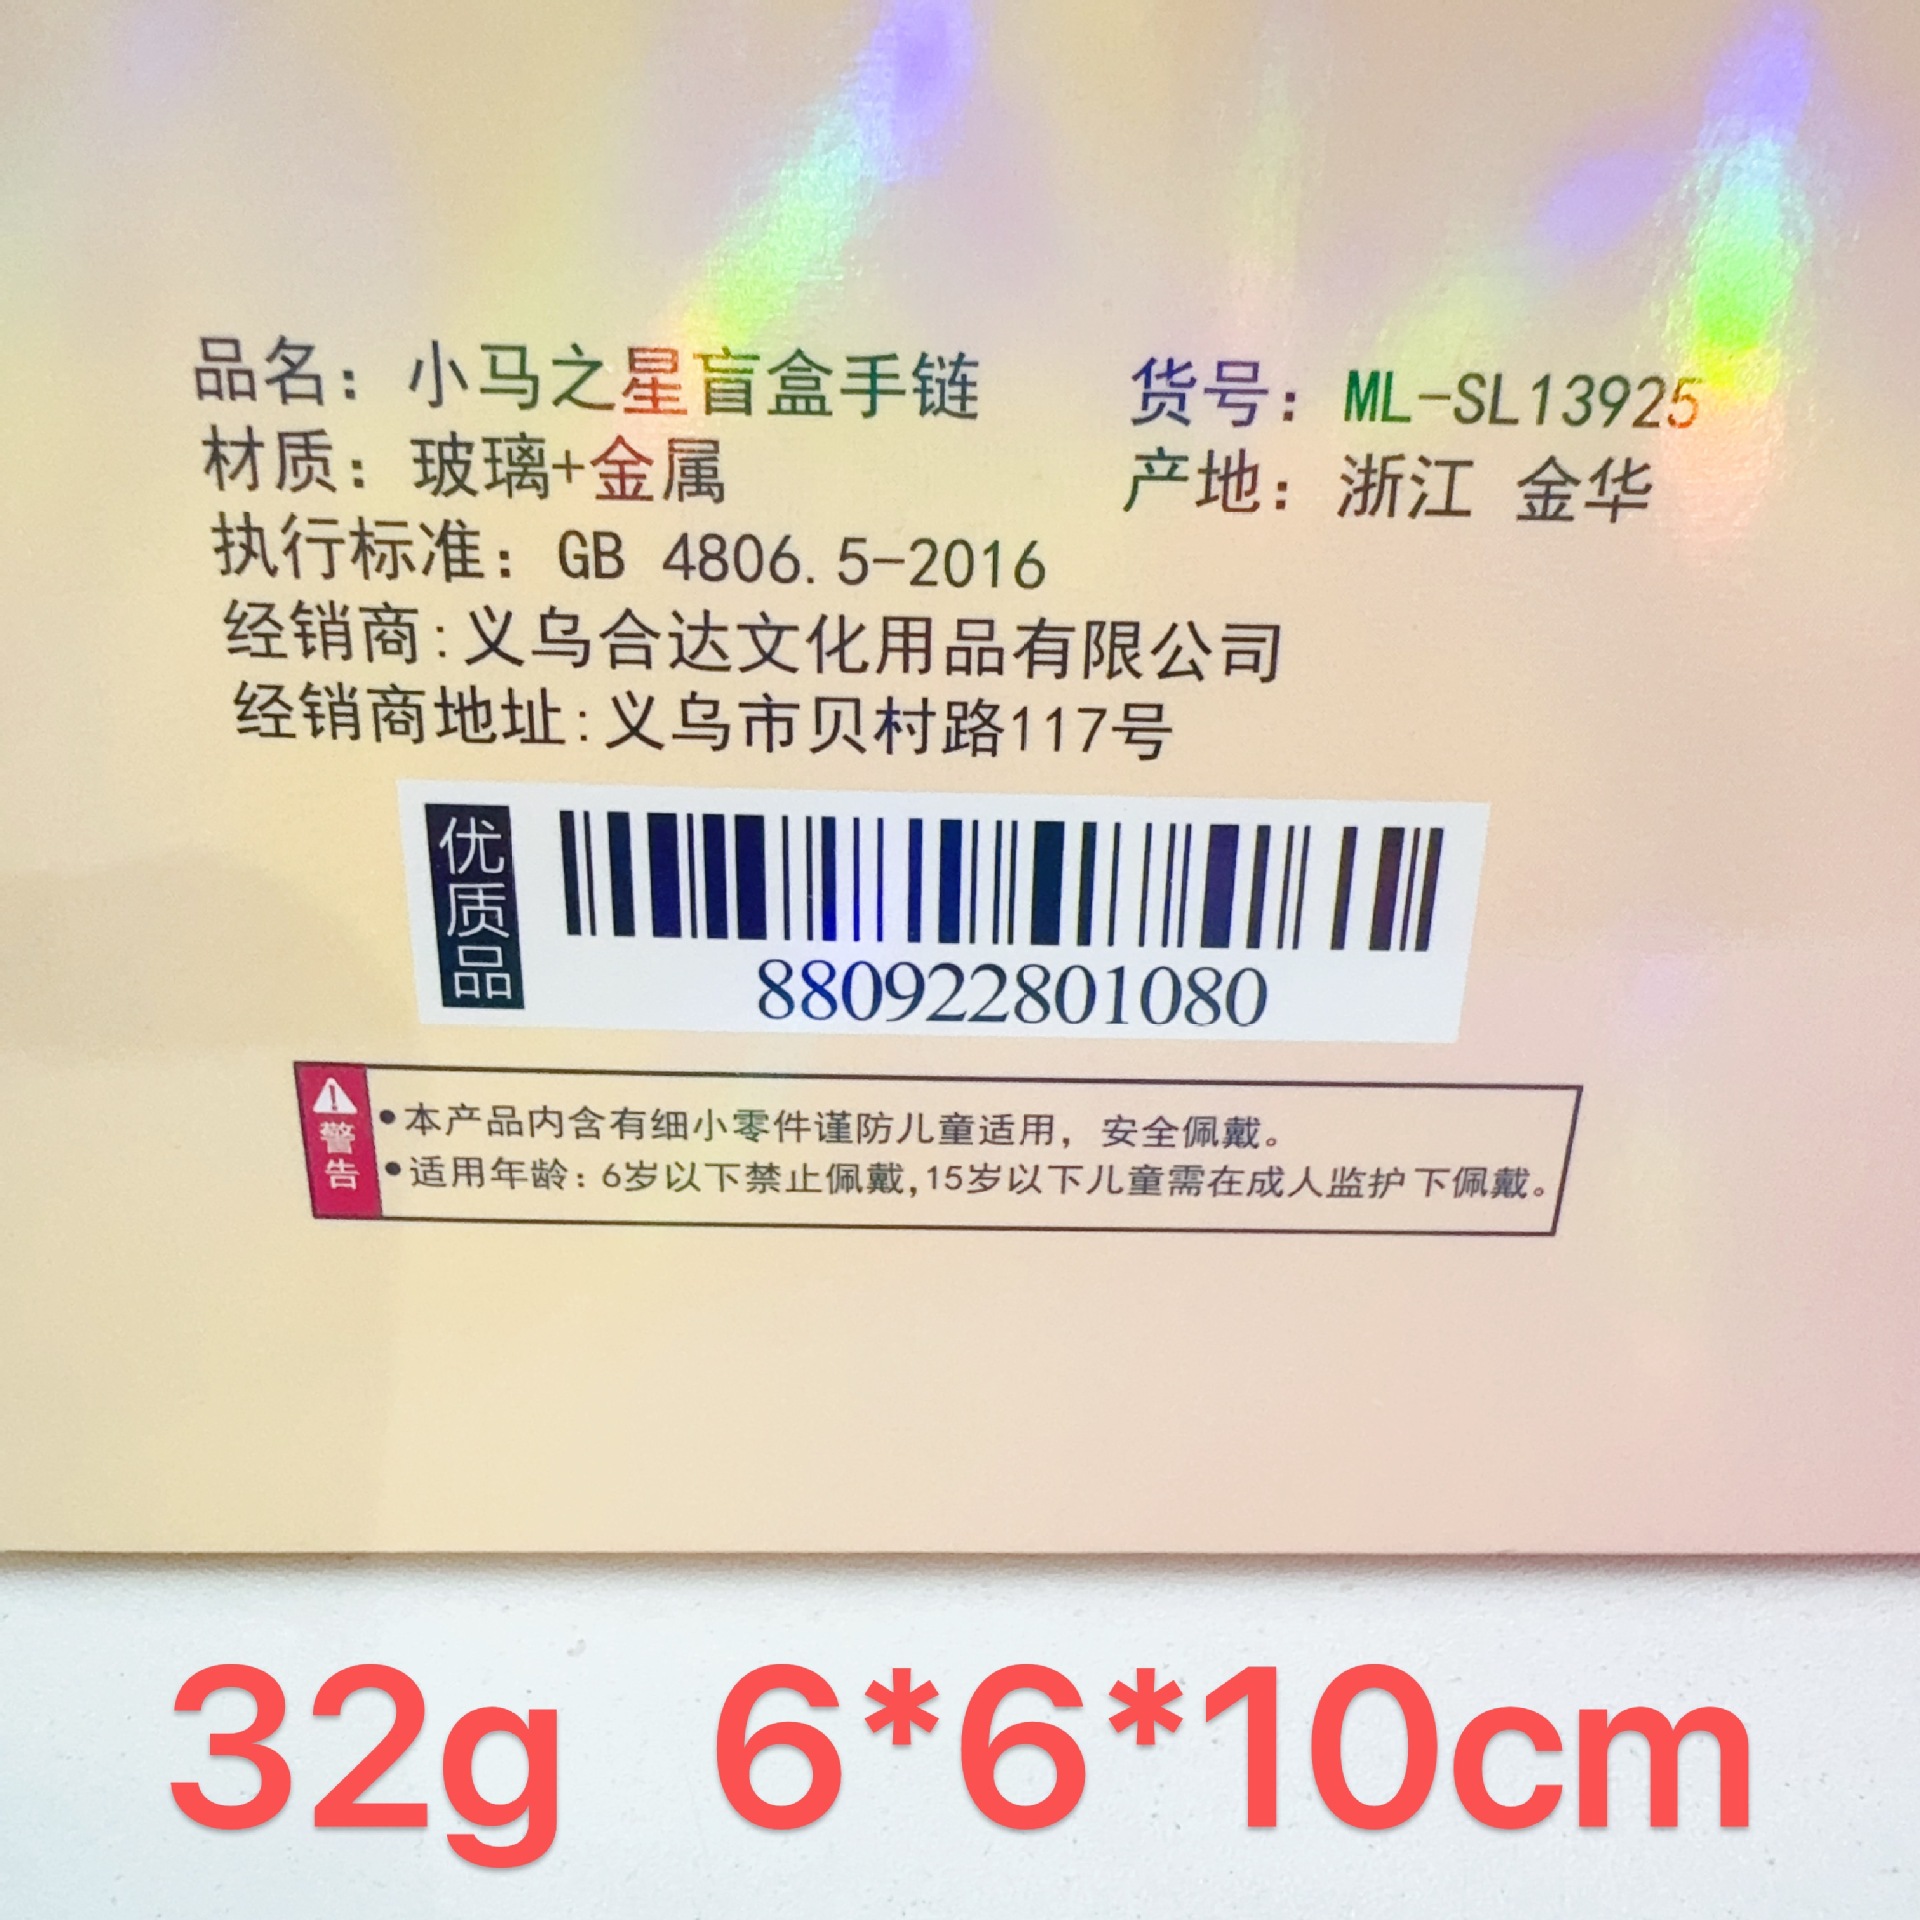 品名：小马之星盲盒手链 货号：ML-SL13925
材质：玻璃+金属 产地：浙江 金华
执行标准：GB 4806.5-2016
经销商:义乌合达文化用品有限公司
经销商地址:义乌市贝村路117号
优质品
880922801080
警告
•本产品内含有细小零件谨防儿童适用，安全佩戴。
•适用年龄：6岁以下禁止佩戴,15岁以下儿童需在成人监护下佩戴。
32g 6*6*10cm